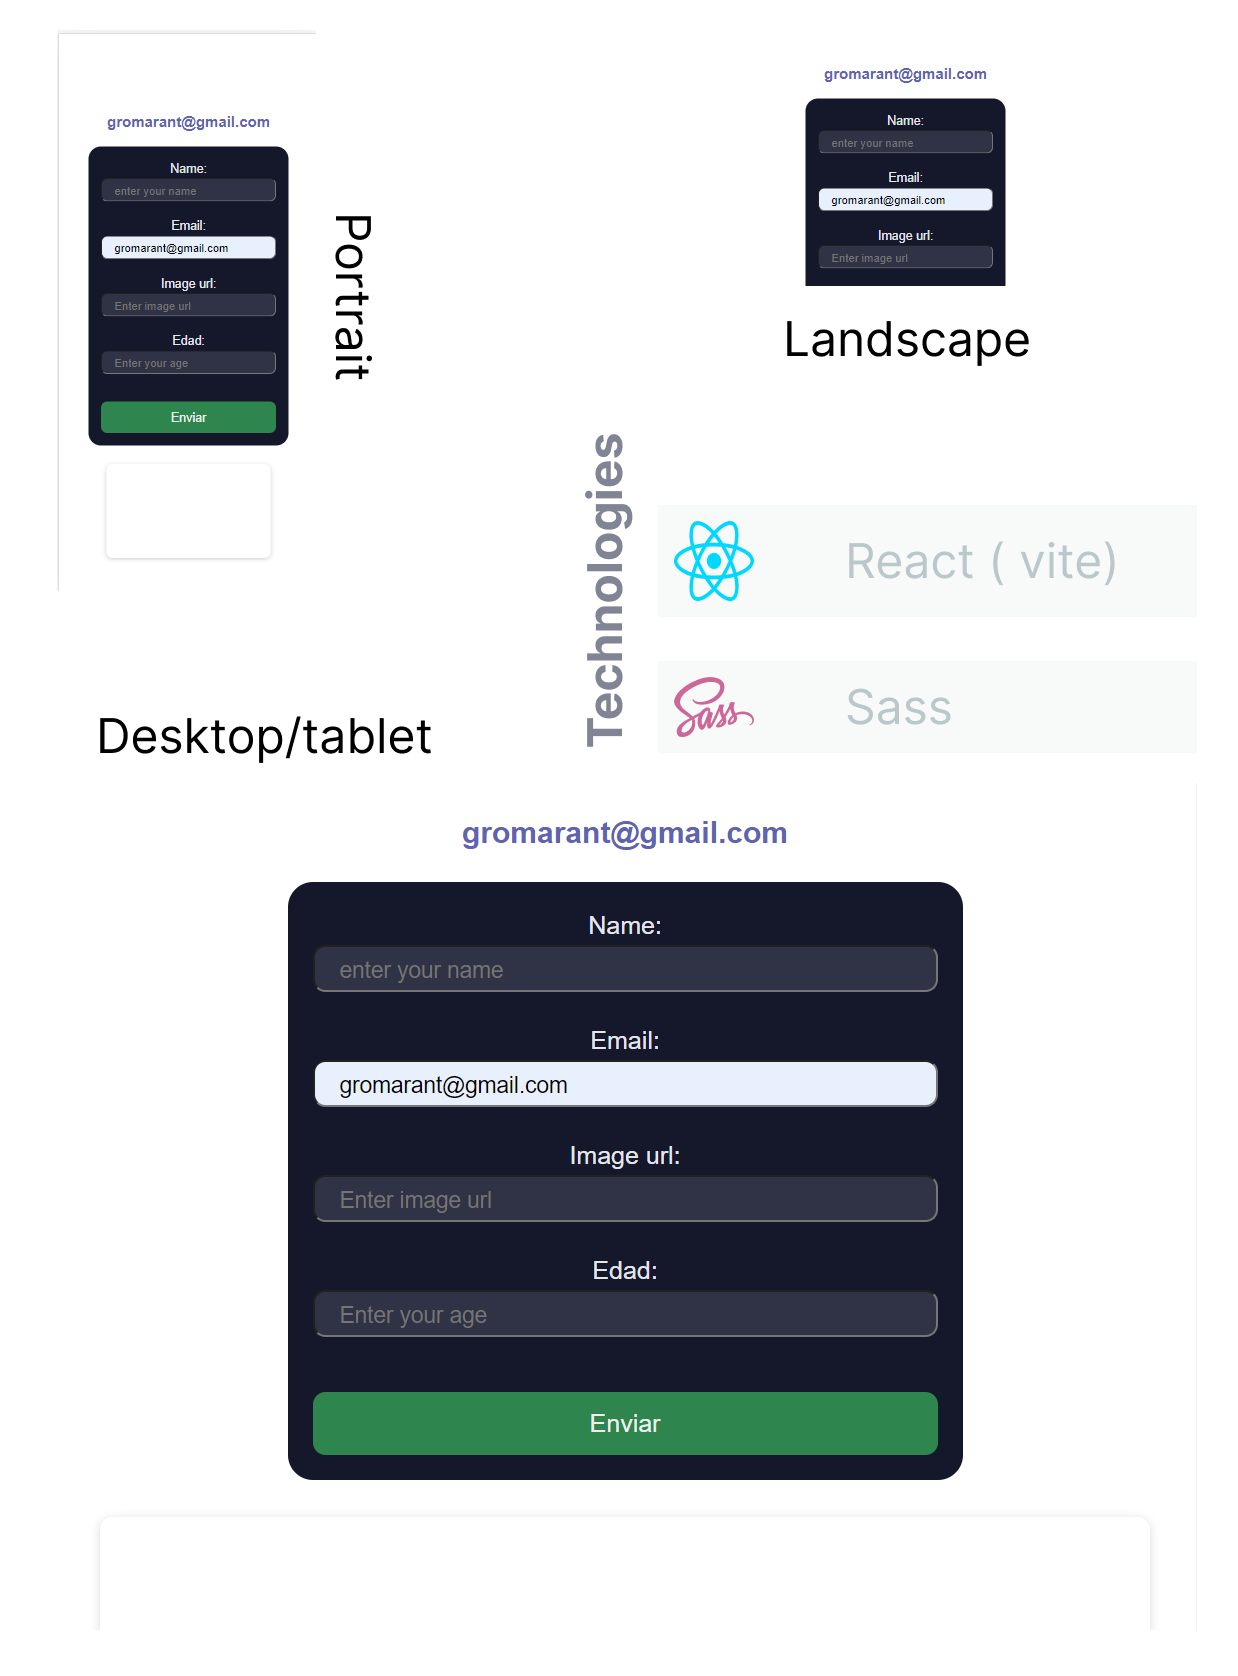 gromarant@gmail.com
Name:
enter your name
Email:
gromarant@gmail.com
Image url:
Enter image url
Edad:
Enter your age
Enviar
Portrait
gromarant@gmail.com
Name:
enter your name
Email:
gromarant@gmail.com
Image url:
Enter image url
Landscape
Technologies
React ( vite)
Sass
Sass
Desktop/tablet
gromarant@gmail.com
Name:
enter your name
Email:
gromarant@gmail.com
Image url:
Enter image url
Edad:
Enter your age
Enviar